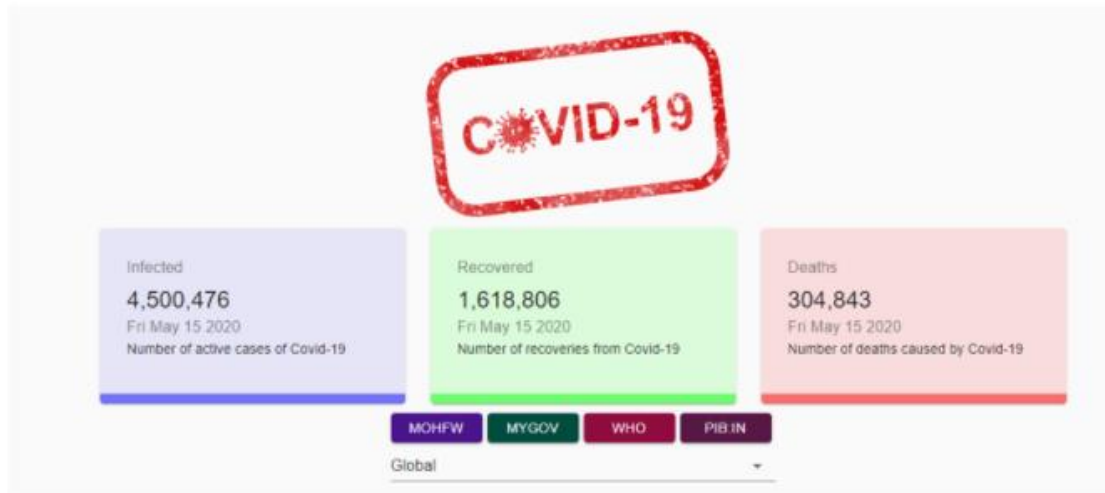 COVID-19
Infected
4,500,476
Fri May 15 2020
Number of active cases of Covid-19
Recovered
1,618,806
Fri May 15 2020
Number of recoveries from Covid-19
Deaths
304,843
Fri May 15 2020
Number of deaths caused by Covid-19
MOHFW MYGOV WHO PIB:IN
Global